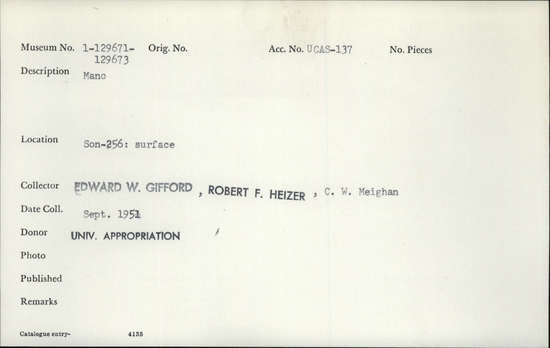 Museum No. 1-129671- Orig. No. Acc. No. UCAS-137 No. Pieces
129673
Description Mano
Location Son-256: surface
Collector EDWARD W. GIFFORD , ROBERT F. HEIZER , C. W. Meighan
Date Coll. Sept. 1951
Donor UNIV. APPROPRIATION
Photo
Published
Remarks
Catalogue entry- 4135